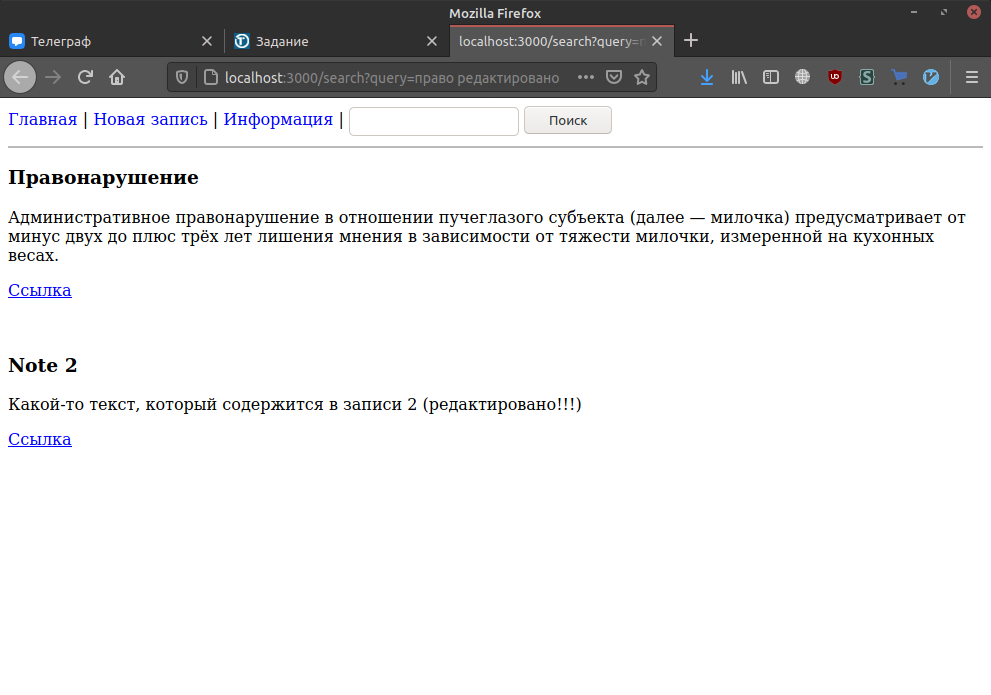 Mozilla Firefox
Телеграф
Задание
localhost:3000/search?query=п
localhost:3000/search?query=право редактировано
Главная | Новая запись | Информация | Поиск
Правонарушение
Административное правонарушение в отношении пучеглазого субъекта (далее — милочка) предусматривает от
минус двух до плюс трёх лет лишения мнения в зависимости от тяжести милочки, измеренной на кухонных
весах.
Ссылка
Note 2
Какой-то текст, который содержится в записи 2 (редактировано!!!)
Ссылка